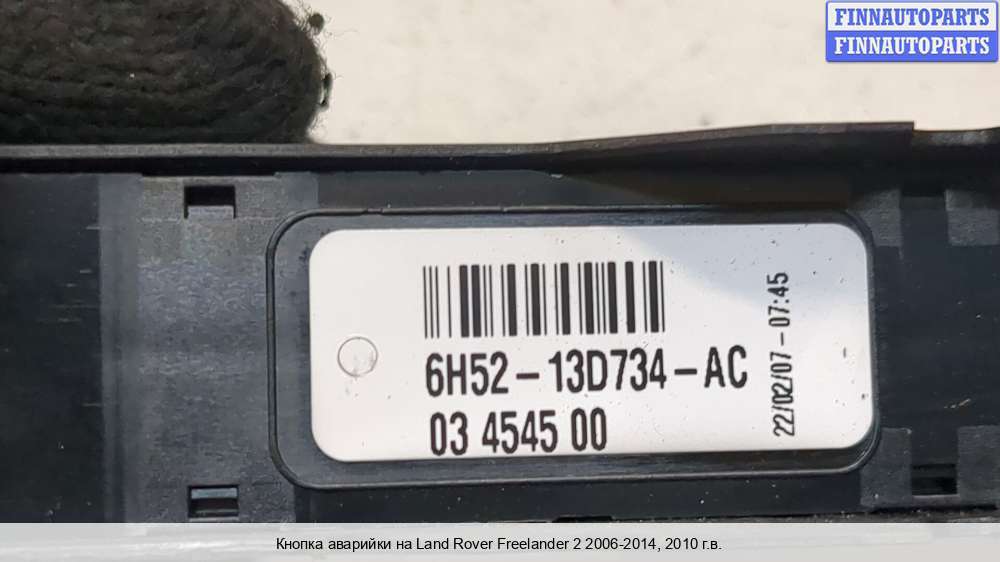 FINNAUTOPARTS
FINNAUTOPARTS
6H52-13D734-AC
03 4545 00
22/02/07-07:45
Кнопка аварийки на Land Rover Freelander 2 2006-2014, 2010 г.в.